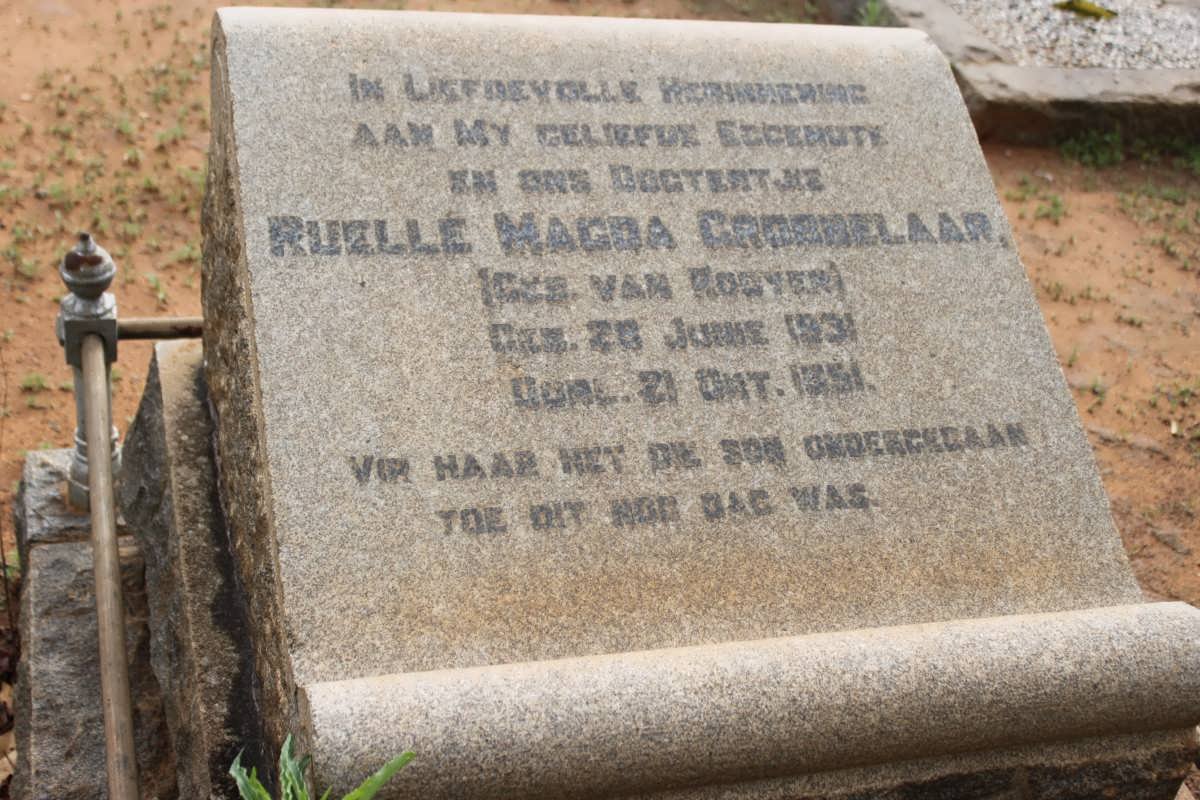 IN LIEFDEVOLLE HERINNERING
AAN MY GELIEFDE EGGENOTE
EN ONS DOGTERTJIE
RUELLE MAGDA GROBBELAAR,
(GEB. VAN ROOYEN)
GEB. 28 JUNIE 1931
OORL. 21 OKT. 1951.
VIR HAAR HET DIE SON ONDERGEGAAN
TOE DIT NOG DAG WAS.